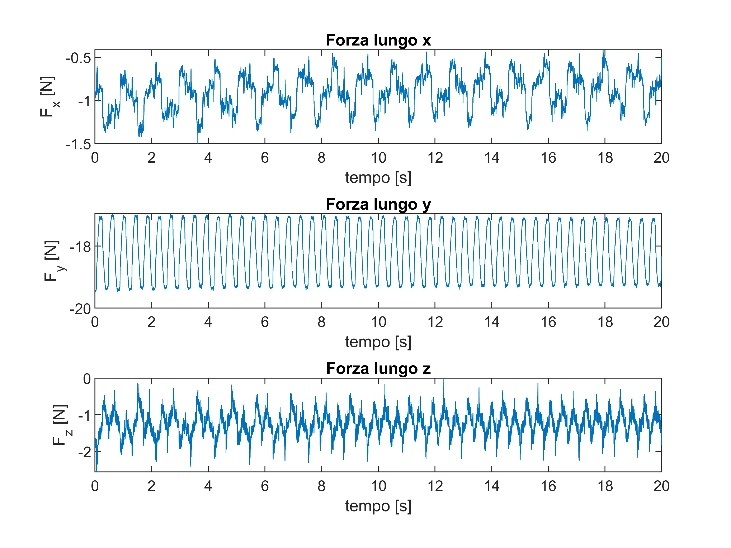 Forza lungo x
-0.5
-1
-1.5
F_x [N]
0 2 4 6 8 10 12 14 16 18 20
tempo [s]
Forza lungo y
-18
-20
F_y [N]
0 2 4 6 8 10 12 14 16 18 20
tempo [s]
Forza lungo z
0
-1
-2
F_z [N]
0 2 4 6 8 10 12 14 16 18 20
tempo [s]